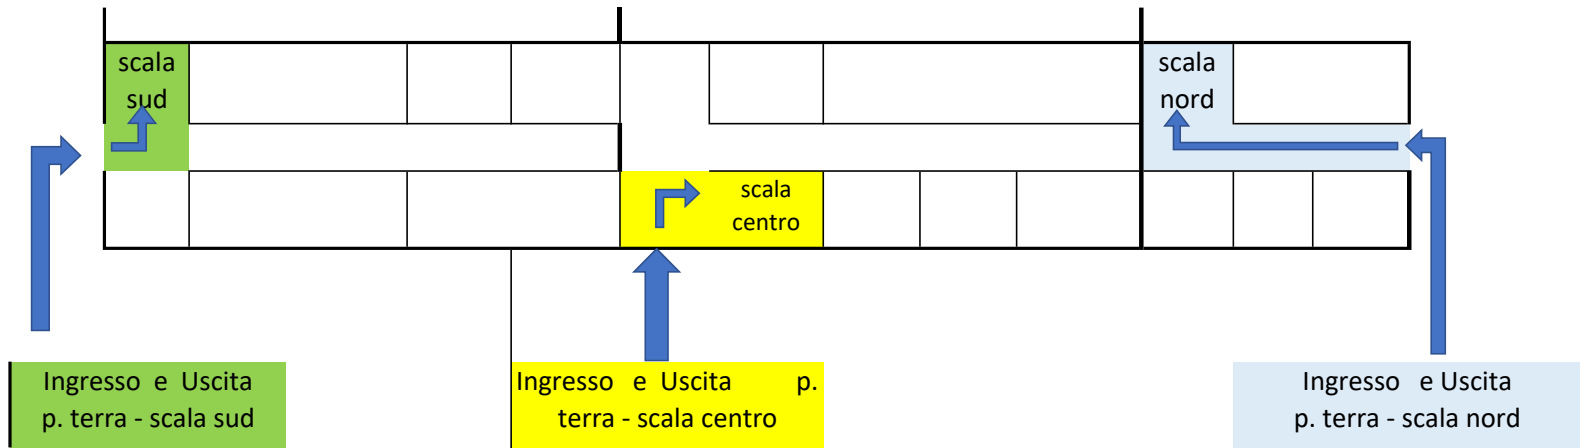 scala
sud
scala
nord
scala
centro
Ingresso e Uscita
p. terra - scala sud
Ingresso e Uscita p.
terra - scala centro
Ingresso e Uscita
p. terra - scala nord